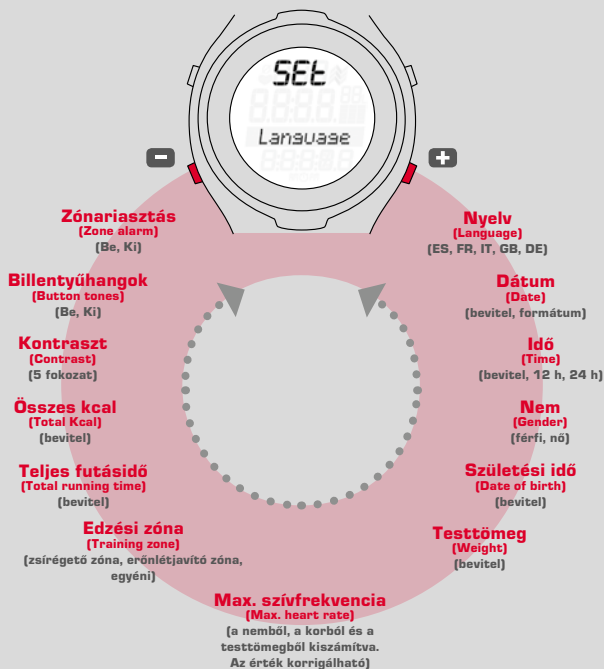 SEt
Language
Zónariasztás
(Zone alarm)
(Be, Ki)
Billentyűhangok
(Button tones)
(Be, Ki)
Kontraszt
(Contrast)
(5 fokozat)
Összes kcal
(Total Kcal)
(bevitel)
Teljes futásidő
(Total running time)
(bevitel)
Edzési zóna
(Training zone)
(zsírégető zóna, erőnlétjavító zóna,
egyéni)
Max. szívfrekvencia
(Max. heart rate)
(a nemből, a korból és a
testtömegből kiszámítva.
Az érték korrigálható)
Nyelv
(Language)
(ES, FR, IT, GB, DE)
Dátum
(Date)
(bevitel, formátum)
Idő
(Time)
(bevitel, 12 h, 24 h)
Nem
(Gender)
(férfi, nő)
Születési idő
(Date of birth)
(bevitel)
Testtömeg
(Weight)
(bevitel)